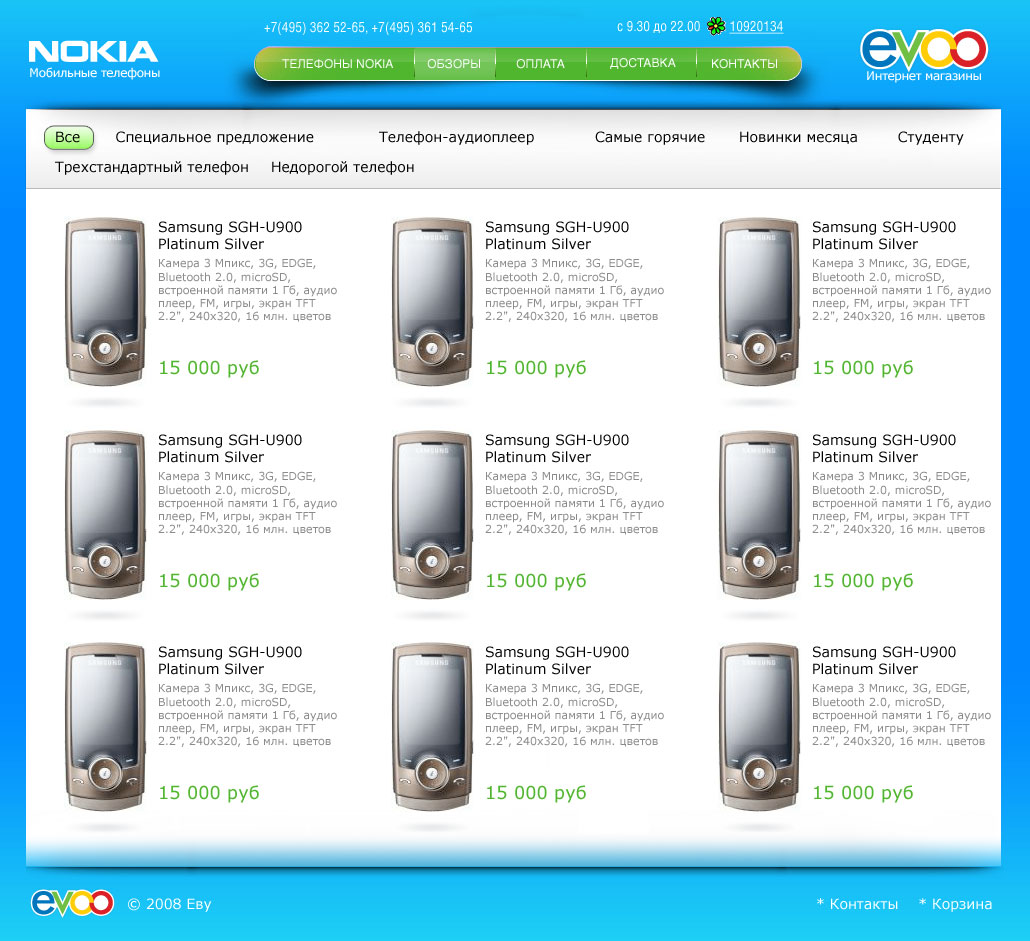 +7(495) 362 52-65, +7(495) 361 54-65
с 9.30 до 22.00 10920134
NOKIA
Мобильные телефоны
ТЕЛЕФОНЫ NOKIA ОБЗОРЫ ОПЛАТА ДОСТАВКА КОНТАКТЫ
evoo
Интернет магазины
Все Специальное предложение Телефон-аудиоплеер Самые горячие Новинки месяца Студенту
Трехстандартный телефон Недорогой телефон
SAMSUNG
Samsung SGH-U900
Platinum Silver
Камера 3 Мпикс, 3G, EDGE,
Bluetooth 2.0, microSD,
встроенной памяти 1 Гб, аудио
плеер, FM, игры, экран TFT
2.2", 240x320, 16 млн. цветов
15 000 руб
SAMSUNG
Samsung SGH-U900
Platinum Silver
Камера 3 Мпикс, 3G, EDGE,
Bluetooth 2.0, microSD,
встроенной памяти 1 Гб, аудио
плеер, FM, игры, экран TFT
2.2", 240x320, 16 млн. цветов
15 000 руб
SAMSUNG
Samsung SGH-U900
Platinum Silver
Камера 3 Мпикс, 3G, EDGE,
Bluetooth 2.0, microSD,
встроенной памяти 1 Гб, аудио
плеер, FM, игры, экран TFT
2.2", 240x320, 16 млн. цветов
15 000 руб
SAMSUNG
Samsung SGH-U900
Platinum Silver
Камера 3 Мпикс, 3G, EDGE,
Bluetooth 2.0, microSD,
встроенной памяти 1 Гб, аудио
плеер, FM, игры, экран TFT
2.2", 240x320, 16 млн. цветов
15 000 руб
SAMSUNG
Samsung SGH-U900
Platinum Silver
Камера 3 Мпикс, 3G, EDGE,
Bluetooth 2.0, microSD,
встроенной памяти 1 Гб, аудио
плеер, FM, игры, экран TFT
2.2", 240x320, 16 млн. цветов
15 000 руб
SAMSUNG
Samsung SGH-U900
Platinum Silver
Камера 3 Мпикс, 3G, EDGE,
Bluetooth 2.0, microSD,
встроенной памяти 1 Гб, аудио
плеер, FM, игры, экран TFT
2.2", 240x320, 16 млн. цветов
15 000 руб
SAMSUNG
Samsung SGH-U900
Platinum Silver
Камера 3 Мпикс, 3G, EDGE,
Bluetooth 2.0, microSD,
встроенной памяти 1 Гб, аудио
плеер, FM, игры, экран TFT
2.2", 240x320, 16 млн. цветов
15 000 руб
SAMSUNG
Samsung SGH-U900
Platinum Silver
Камера 3 Мпикс, 3G, EDGE,
Bluetooth 2.0, microSD,
встроенной памяти 1 Гб, аудио
плеер, FM, игры, экран TFT
2.2", 240x320, 16 млн. цветов
15 000 руб
SAMSUNG
Samsung SGH-U900
Platinum Silver
Камера 3 Мпикс, 3G, EDGE,
Bluetooth 2.0, microSD,
встроенной памяти 1 Гб, аудио
плеер, FM, игры, экран TFT
2.2", 240x320, 16 млн. цветов
15 000 руб
evoo © 2008 Еву * Контакты * Корзина